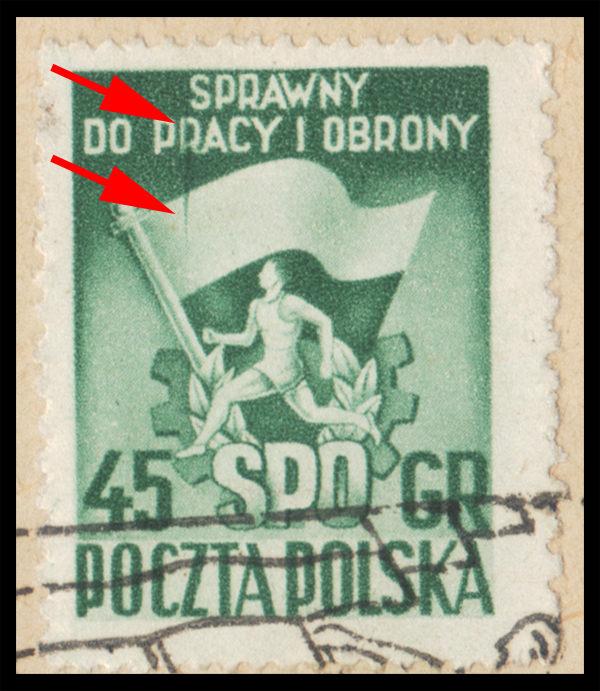 SPRAWNY
DO PRACY I OBRONY
SPO
45 GR
POCZTA POLSKA